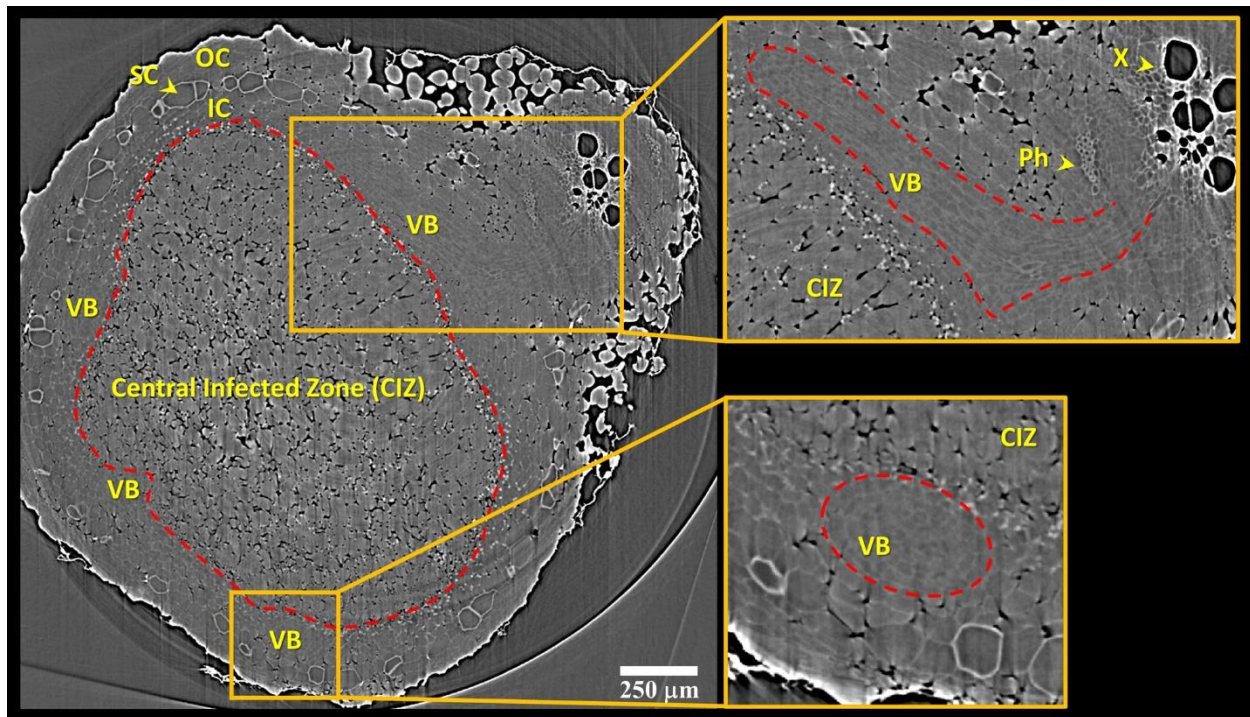 OC
SC
IC
VB
VB
Central Infected Zone (CIZ)
VB
VB
250 μm
X
Ph
VB
CIZ
CIZ
VB